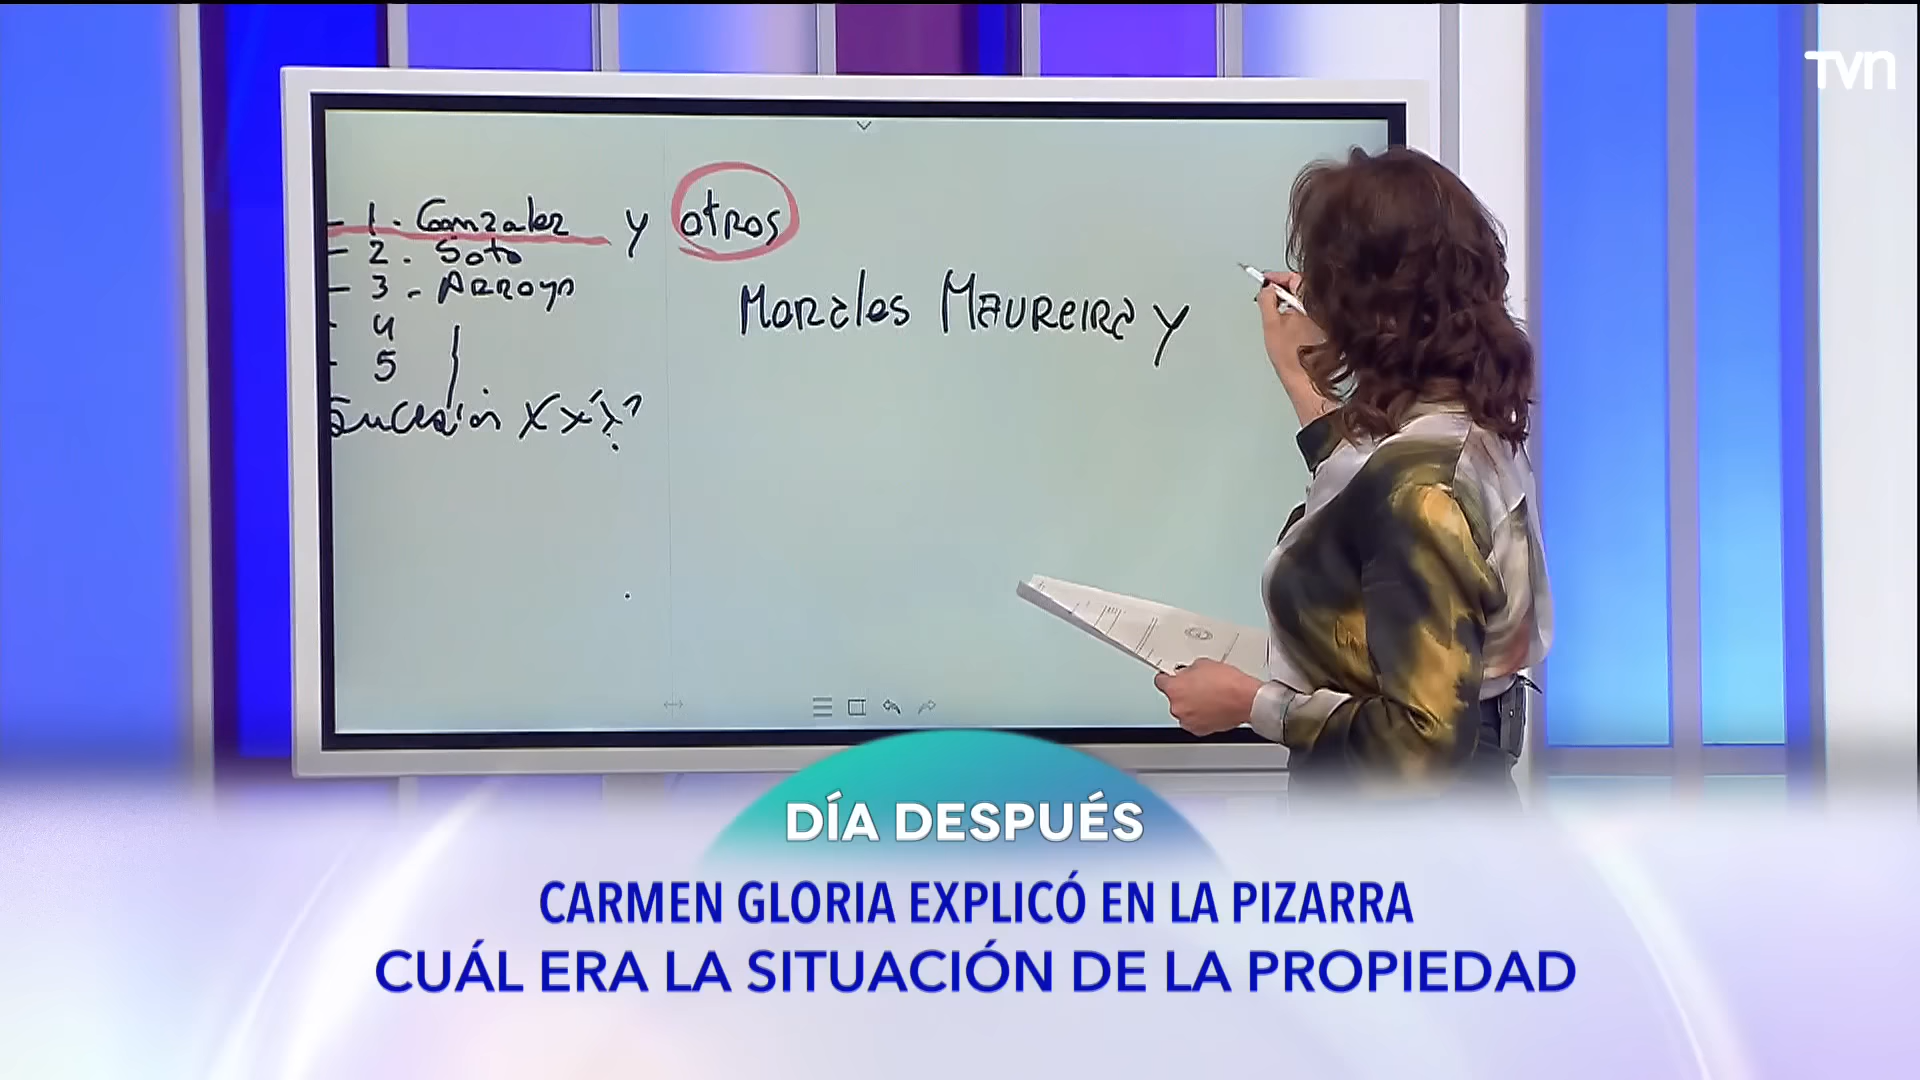 TVN
1. Gonzalez y otros
2. Soto
3. Arroyo
Morales Maureira y
4
5
Sucesión XXX?
DÍA DESPUÉS
CARMEN GLORIA EXPLICÓ EN LA PIZARRA
CUÁL ERA LA SITUACIÓN DE LA PROPIEDAD